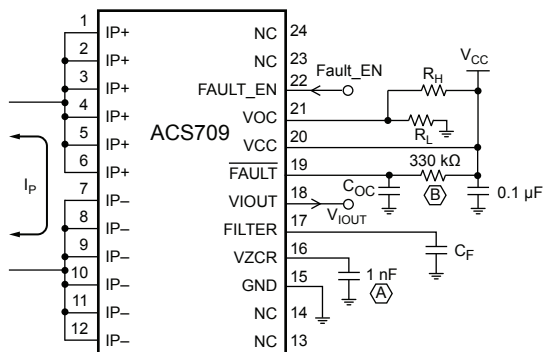 1 IP+ NC 24
2 IP+ NC 23
3 IP+ FAULT_EN 22 Fault_EN
4 IP+ VOC 21 RH VCC
5 IP+ ACS709 VCC 20 RL
6 IP+ FAULT 19 330 kΩ
IP
7 IP– VIOUT 18 COC B 0.1 µF
VIOUT
8 IP– FILTER 17
9 IP– VZCR 16 CF
10 IP– GND 15 1 nF
A
11 IP– NC 14
12 IP– NC 13